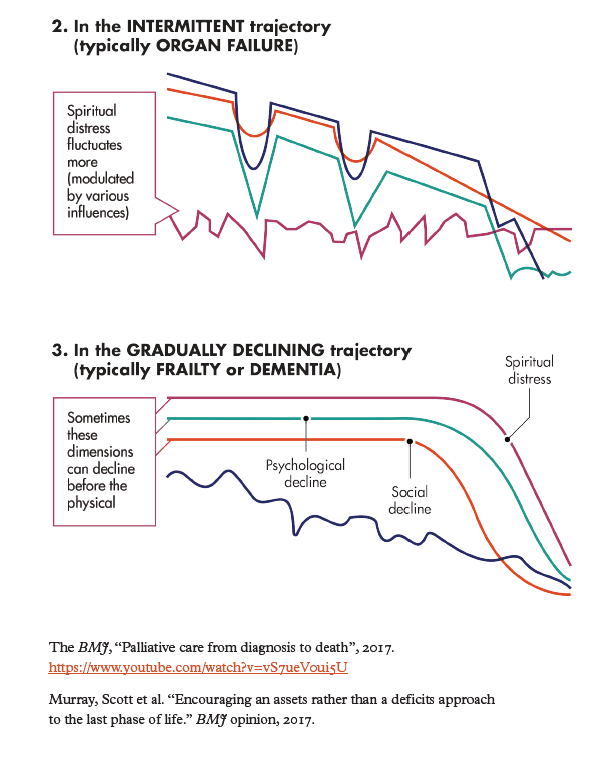 2. In the INTERMITTENT trajectory
(typically ORGAN FAILURE)
Spiritual
distress
fluctuates
more
(modulated
by various
influences)
3. In the GRADUALLY DECLINING trajectory
(typically FRAILTY or DEMENTIA)
Spiritual
distress
Sometimes
these
dimensions
can decline
before the
physical
Psychological
decline
Social
decline
The BMJ, “Palliative care from diagnosis to death”, 2017.
https://www.youtube.com/watch?v=vS7ueV0ui5U
Murray, Scott et al. “Encouraging an assets rather than a deficits approach
to the last phase of life.” BMJ opinion, 2017.